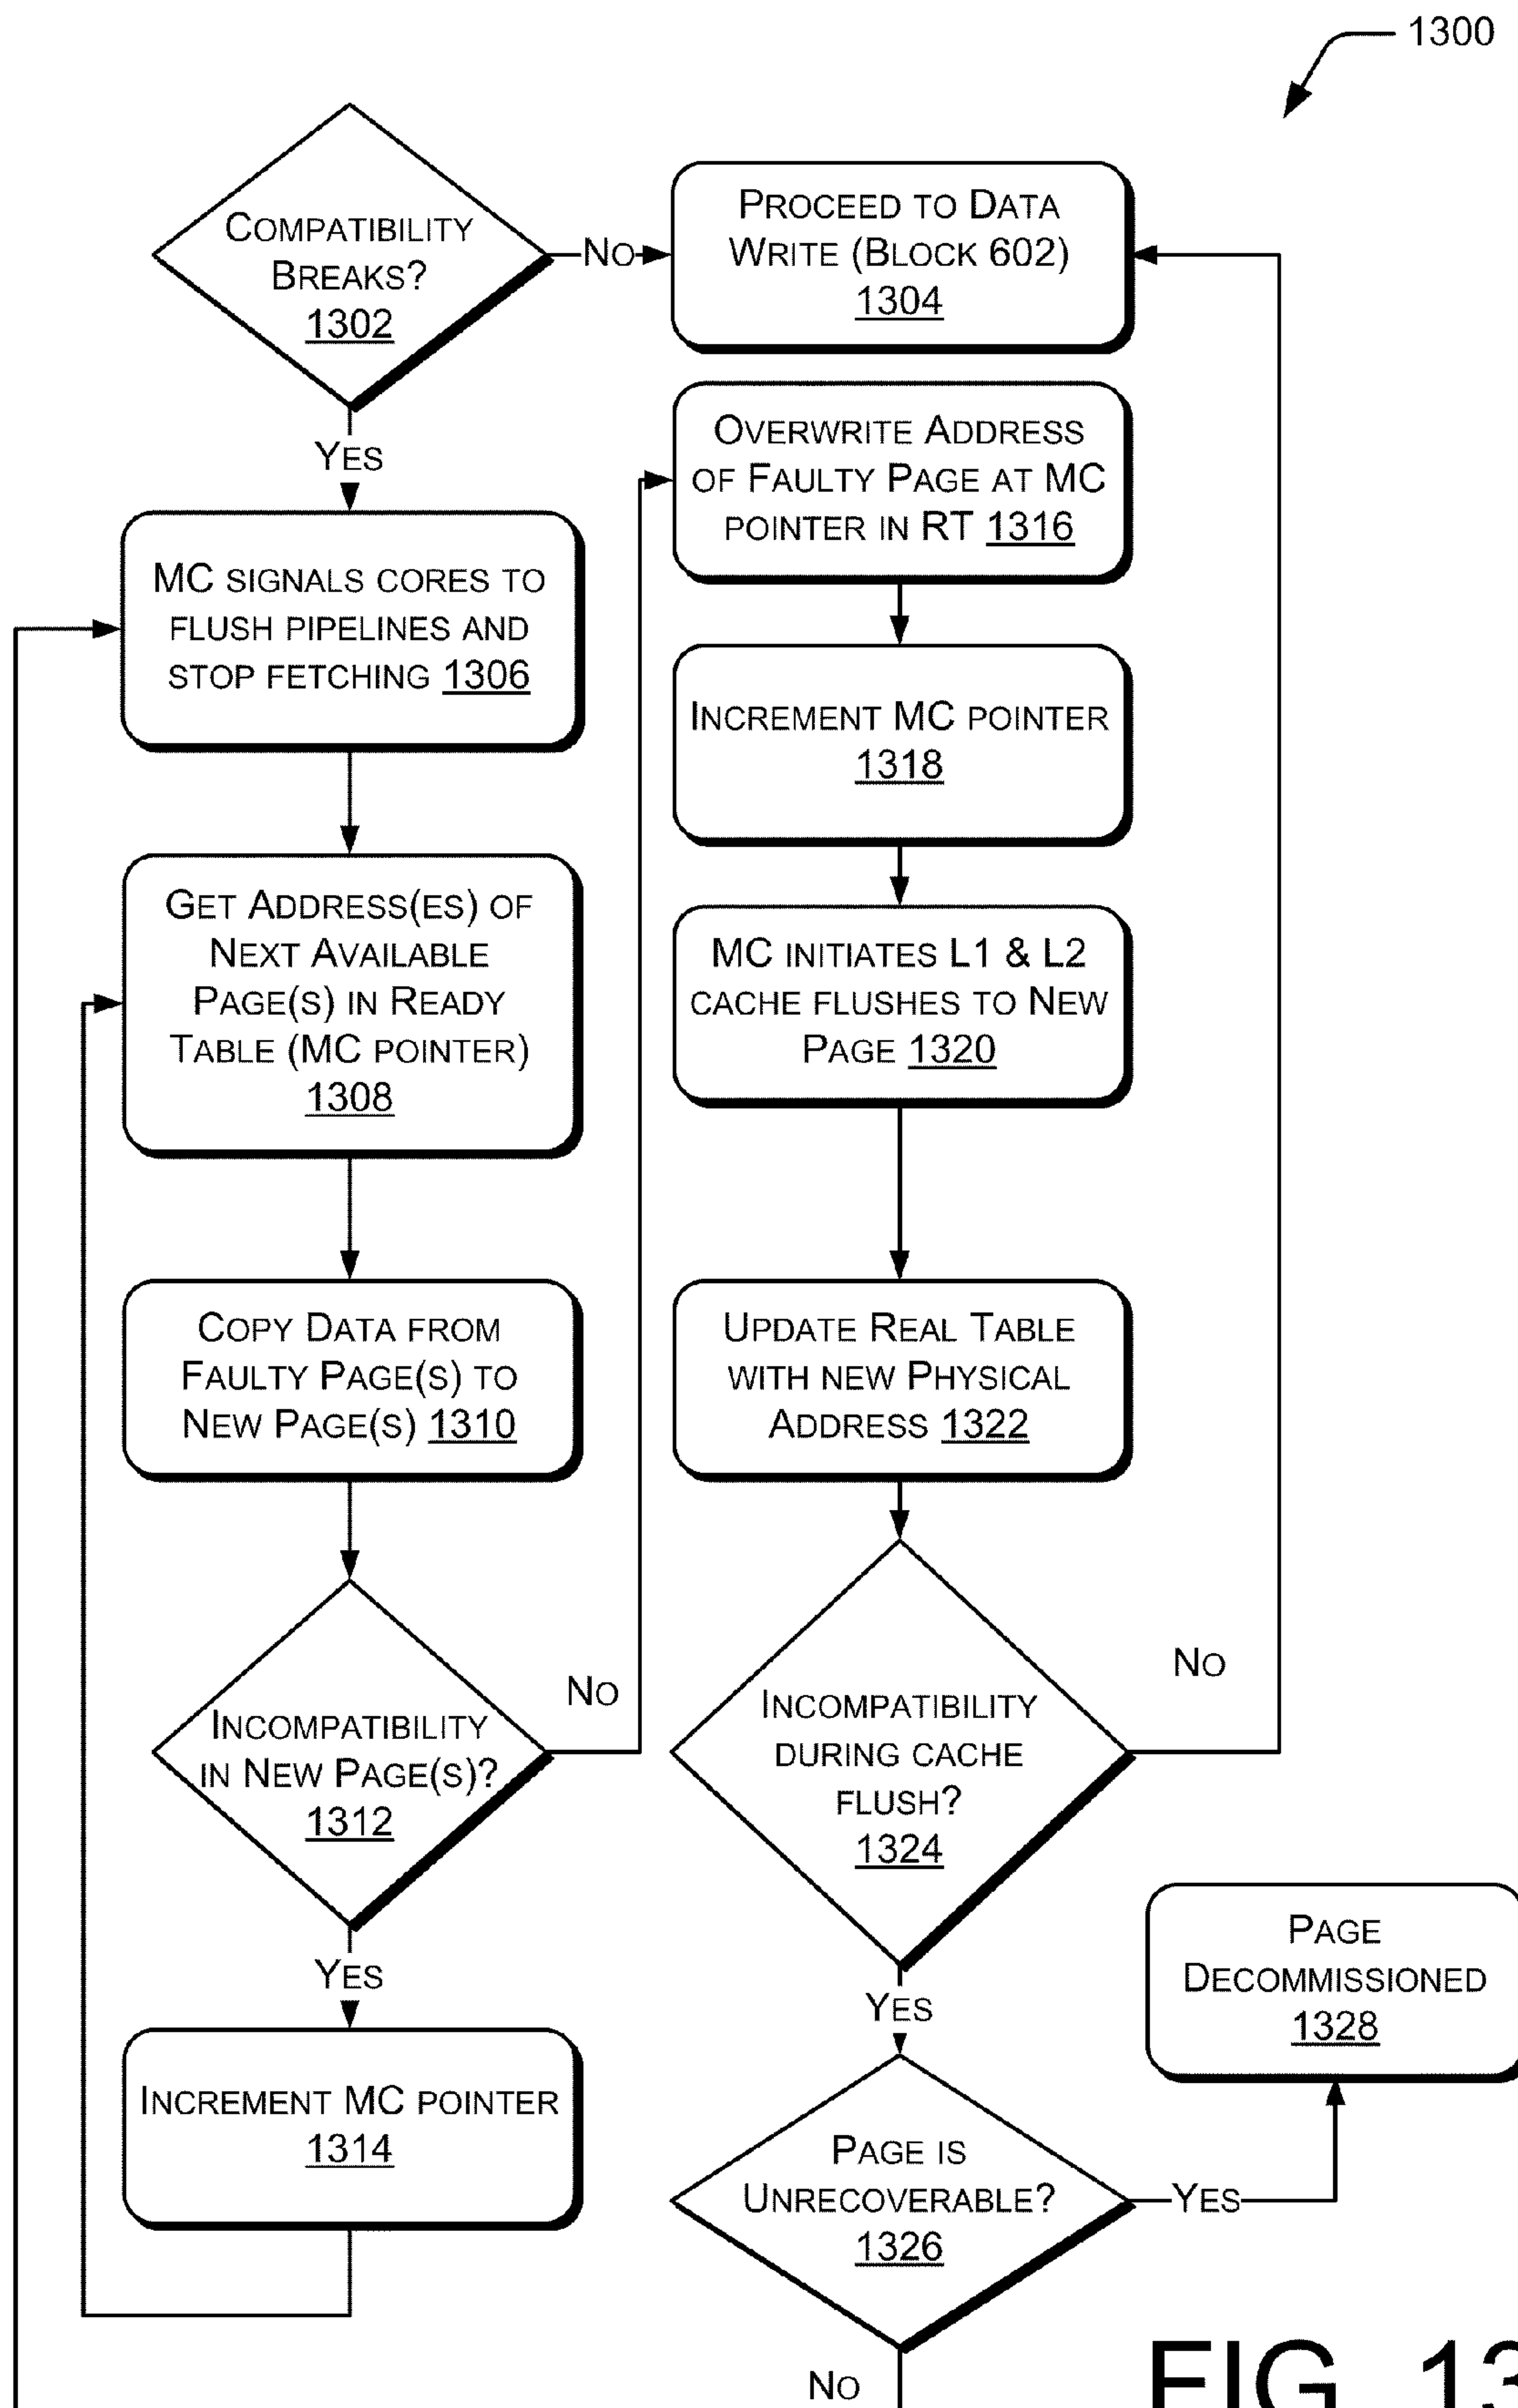 1300
COMPATIBILITY
BREAKS?
1302
NO
PROCEED TO DATA
WRITE (BLOCK 602)
1304
YES
MC SIGNALS CORES TO
FLUSH PIPELINES AND
STOP FETCHING 1306
GET ADDRESS(ES) OF
NEXT AVAILABLE
PAGE(S) IN READY
TABLE (MC POINTER)
1308
COPY DATA FROM
FAULTY PAGE(S) TO
NEW PAGE(S) 1310
INCOMPATIBILITY
IN NEW PAGE(S)?
1312
NO
YES
INCREMENT MC POINTER
1314
OVERWRITE ADDRESS
OF FAULTY PAGE AT MC
POINTER IN RT 1316
INCREMENT MC POINTER
1318
MC INITIATES L1 & L2
CACHE FLUSHES TO NEW
PAGE 1320
UPDATE REAL TABLE
WITH NEW PHYSICAL
ADDRESS 1322
INCOMPATIBILITY
DURING CACHE
FLUSH?
1324
NO
YES
PAGE IS
UNRECOVERABLE?
1326
YES
PAGE
DECOMMISSIONED
1328
NO
FIG. 13